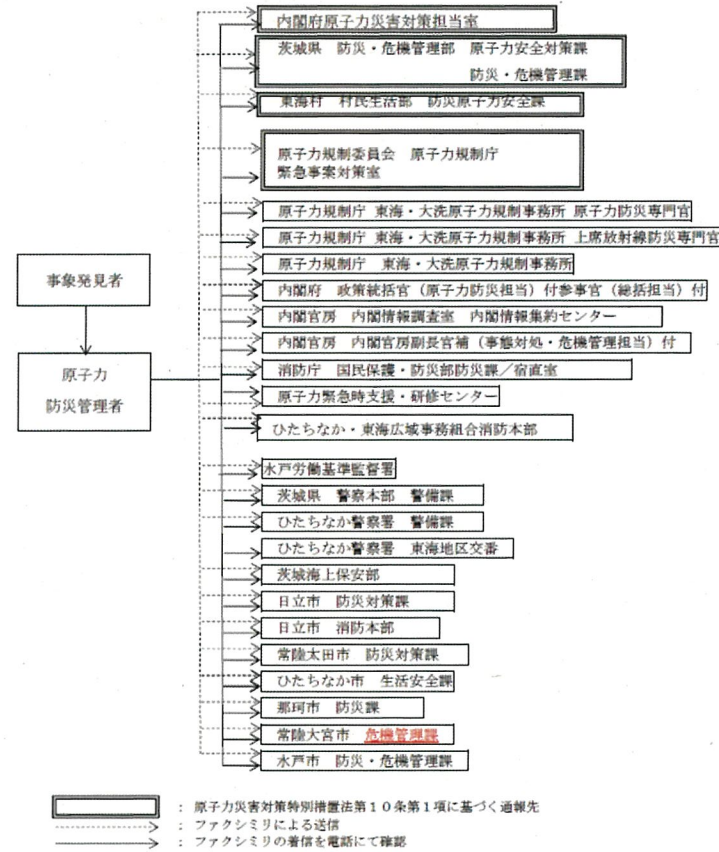 内閣府原子力災害対策担当室
茨城県　防災・危機管理部　原子力安全対策課
防災・危機管理課
東海村　村民生活部　防災原子力安全課
原子力規制委員会　原子力規制庁
緊急事案対策室
原子力規制庁 東海・大洗原子力規制事務所 原子力防災専門官
原子力規制庁 東海・大洗原子力規制事務所 上席放射線防災専門官
原子力規制庁　東海・大洗原子力規制事務所
内閣府　政策統括官（原子力防災担当）付参事官（総括担当）付
内閣官房　内閣情報調査室　内閣情報集約センター
内閣官房　内閣官房副長官補（事態対処・危機管理担当）付
消防庁　国民保護・防災部防災課／宿直室
原子力緊急時支援・研修センター
ひたちなか・東海広域事務組合消防本部
水戸労働基準監督署
茨城県　警察本部　警備課
ひたちなか警察署　警備課
ひたちなか警察署　東海地区交番
茨城海上保安部
日立市　防災対策課
日立市　消防本部
常陸太田市　防災対策課
ひたちなか市　生活安全課
那珂市　防災課
常陸大宮市　危機管理課
水戸市　防災・危機管理課
事象発見者
原子力
防災管理者
：原子力災害対策特別措置法第１０条第１項に基づく通報先
：ファクシミリによる送信
：ファクシミリの着信を電話にて確認